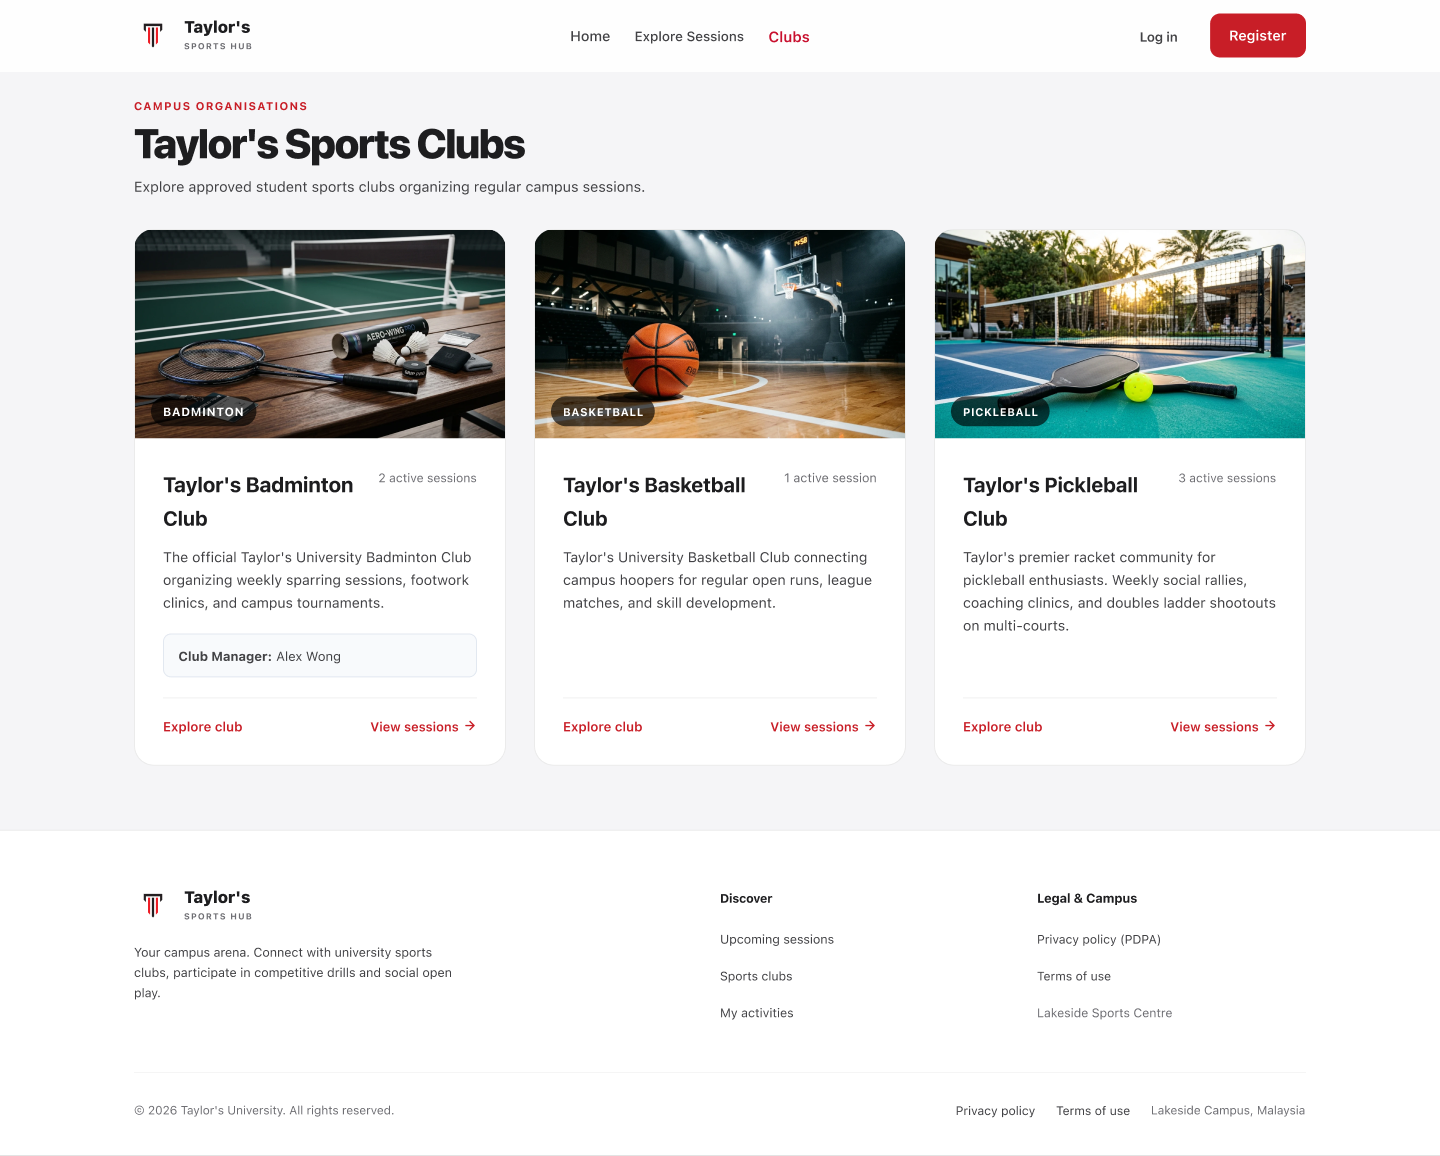 Taylor's
SPORTS HUB
Home
Explore Sessions
Clubs
Log in
Register
CAMPUS ORGANISATIONS
Taylor's Sports Clubs
Explore approved student sports clubs organizing regular campus sessions.
AERO-WING
BADMINTON
Taylor's Badminton
Club
2 active sessions
The official Taylor's University Badminton Club
organizing weekly sparring sessions, footwork
clinics, and campus tournaments.
Club Manager: Alex Wong
Explore club
View sessions →
BASKETBALL
Taylor's Basketball
Club
1 active session
Taylor's University Basketball Club connecting
campus hoopers for regular open runs, league
matches, and skill development.
Explore club
View sessions →
PICKLEBALL
Taylor's Pickleball
Club
3 active sessions
Taylor's premier racket community for
pickleball enthusiasts. Weekly social rallies,
coaching clinics, and doubles ladder shootouts
on multi-courts.
Explore club
View sessions →
Taylor's
SPORTS HUB
Your campus arena. Connect with university sports
clubs, participate in competitive drills and social open
play.
Discover
Upcoming sessions
Sports clubs
My activities
Legal & Campus
Privacy policy (PDPA)
Terms of use
Lakeside Sports Centre
© 2026 Taylor's University. All rights reserved.
Privacy policy
Terms of use
Lakeside Campus, Malaysia